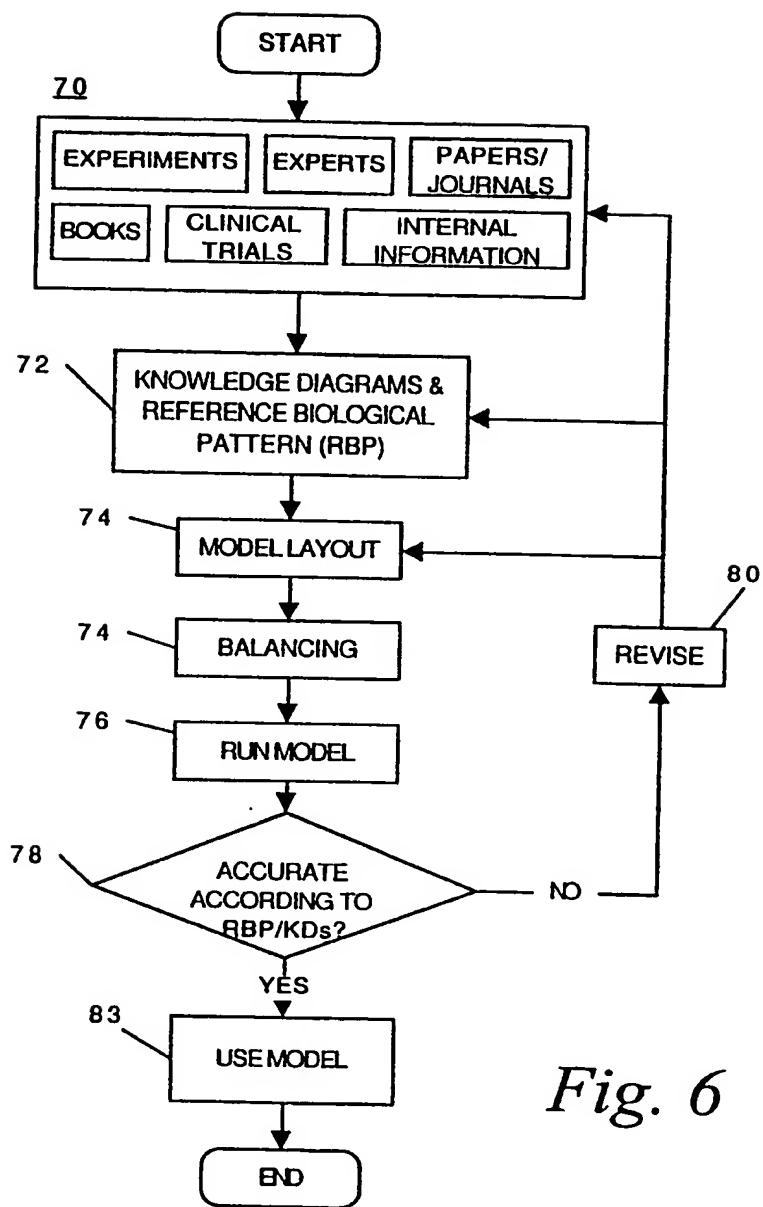 START
70
EXPERIMENTS
EXPERTS
PAPERS/
JOURNALS
BOOKS
CLINICAL
TRIALS
INTERNAL
INFORMATION
72
KNOWLEDGE DIAGRAMS &
REFERENCE BIOLOGICAL
PATTERN (RBP)
74
MODEL LAYOUT
74
BALANCING
80
REVISE
76
RUN MODEL
78
ACCURATE
ACCORDING TO
RBP/KDs?
NO
YES
83
USE MODEL
END
Fig. 6